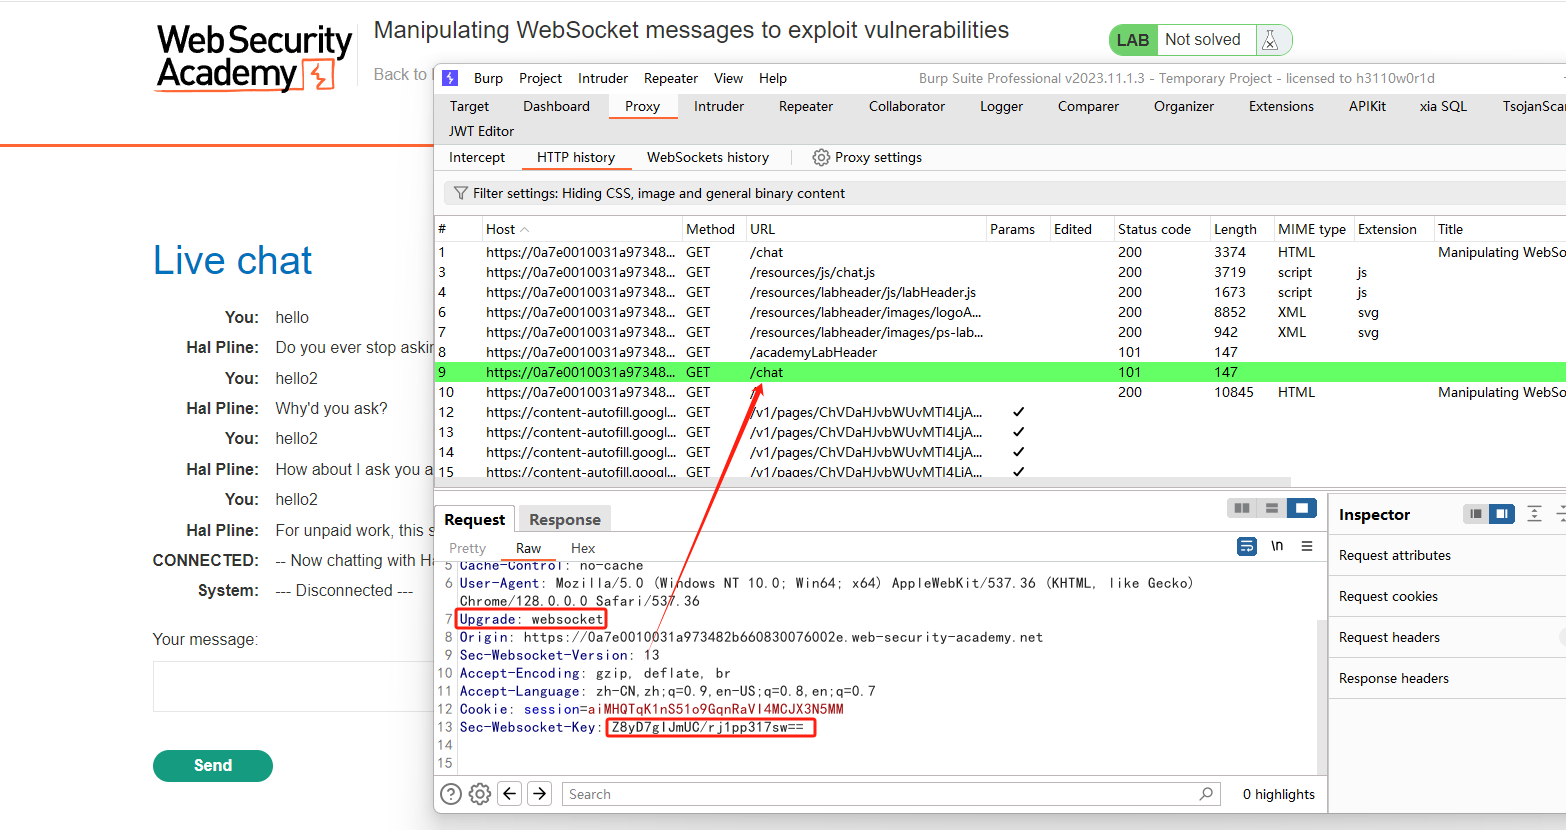 Web Security
Academy
Manipulating WebSocket messages to exploit vulnerabilities
Back to
LAB Not solved
Live chat
You: hello
Hal Pline: Do you ever stop askin
You: hello2
Hal Pline: Why'd you ask?
You: hello2
Hal Pline: How about I ask you a
You: hello2
Hal Pline: For unpaid work, this s
CONNECTED: -- Now chatting with Ha
System: --- Disconnected ---
Your message:
Send
Burp Project Intruder Repeater View Help
Burp Suite Professional v2023.11.1.3 - Temporary Project - licensed to h3110w0r1d
Target Dashboard Proxy Intruder Repeater Collaborator Logger Comparer Organizer Extensions APIKit xia SQL TsojanScan
JWT Editor
Intercept HTTP history WebSockets history Proxy settings
Filter settings: Hiding CSS, image and general binary content
# Host Method URL Params Edited Status code Length MIME type Extension Title
1 https://0a7e0010031a97348... GET /chat 200 3374 HTML Manipulating WebSo
3 https://0a7e0010031a97348... GET /resources/js/chat.js 200 3719 script js
4 https://0a7e0010031a97348... GET /resources/labheader/js/labHeader.js 200 1673 script js
6 https://0a7e0010031a97348... GET /resources/labheader/images/logoA... 200 8852 XML svg
7 https://0a7e0010031a97348... GET /resources/labheader/images/ps-lab... 200 942 XML svg
8 https://0a7e0010031a97348... GET /academyLabHeader 101 147
9 https://0a7e0010031a97348... GET /chat 101 147
10 https://0a7e0010031a97348... GET / 200 10845 HTML Manipulating WebSo
12 https://content-autofill.googl... GET /v1/pages/ChVDaHJvbWUvMTI4LjA... ✓
13 https://content-autofill.googl... GET /v1/pages/ChVDaHJvbWUvMTI4LjA... ✓
14 https://content-autofill.googl... GET /v1/pages/ChVDaHJvbWUvMTI4LjA... ✓
15 https://content-autofill.googl... GET /v1/pages/ChVDaHJvbWUvMTI4LjA... ✓
Request Response
Pretty Raw Hex
\n
5 Cache-Control: no-cache
6 User-Agent: Mozilla/5.0 (Windows NT 10.0; Win64; x64) AppleWebKit/537.36 (KHTML, like Gecko)
Chrome/128.0.0.0 Safari/537.36
7 Upgrade: websocket
8 Origin: https://0a7e0010031a973482b660830076002e.web-security-academy.net
9 Sec-Websocket-Version: 13
10 Accept-Encoding: gzip, deflate, br
11 Accept-Language: zh-CN,zh;q=0.9,en-US;q=0.8,en;q=0.7
12 Cookie: session=aiMHQTqK1nS51o9GqnRaVI4MCJX3N5MM
13 Sec-Websocket-Key: Z8yD7gIJmUC/rj1pp317sw==
14
15
Search
0 highlights
Inspector
Request attributes
Request cookies
Request headers
Response headers